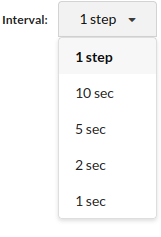 Interval: 1 step
1 step
10 sec
5 sec
2 sec
1 sec